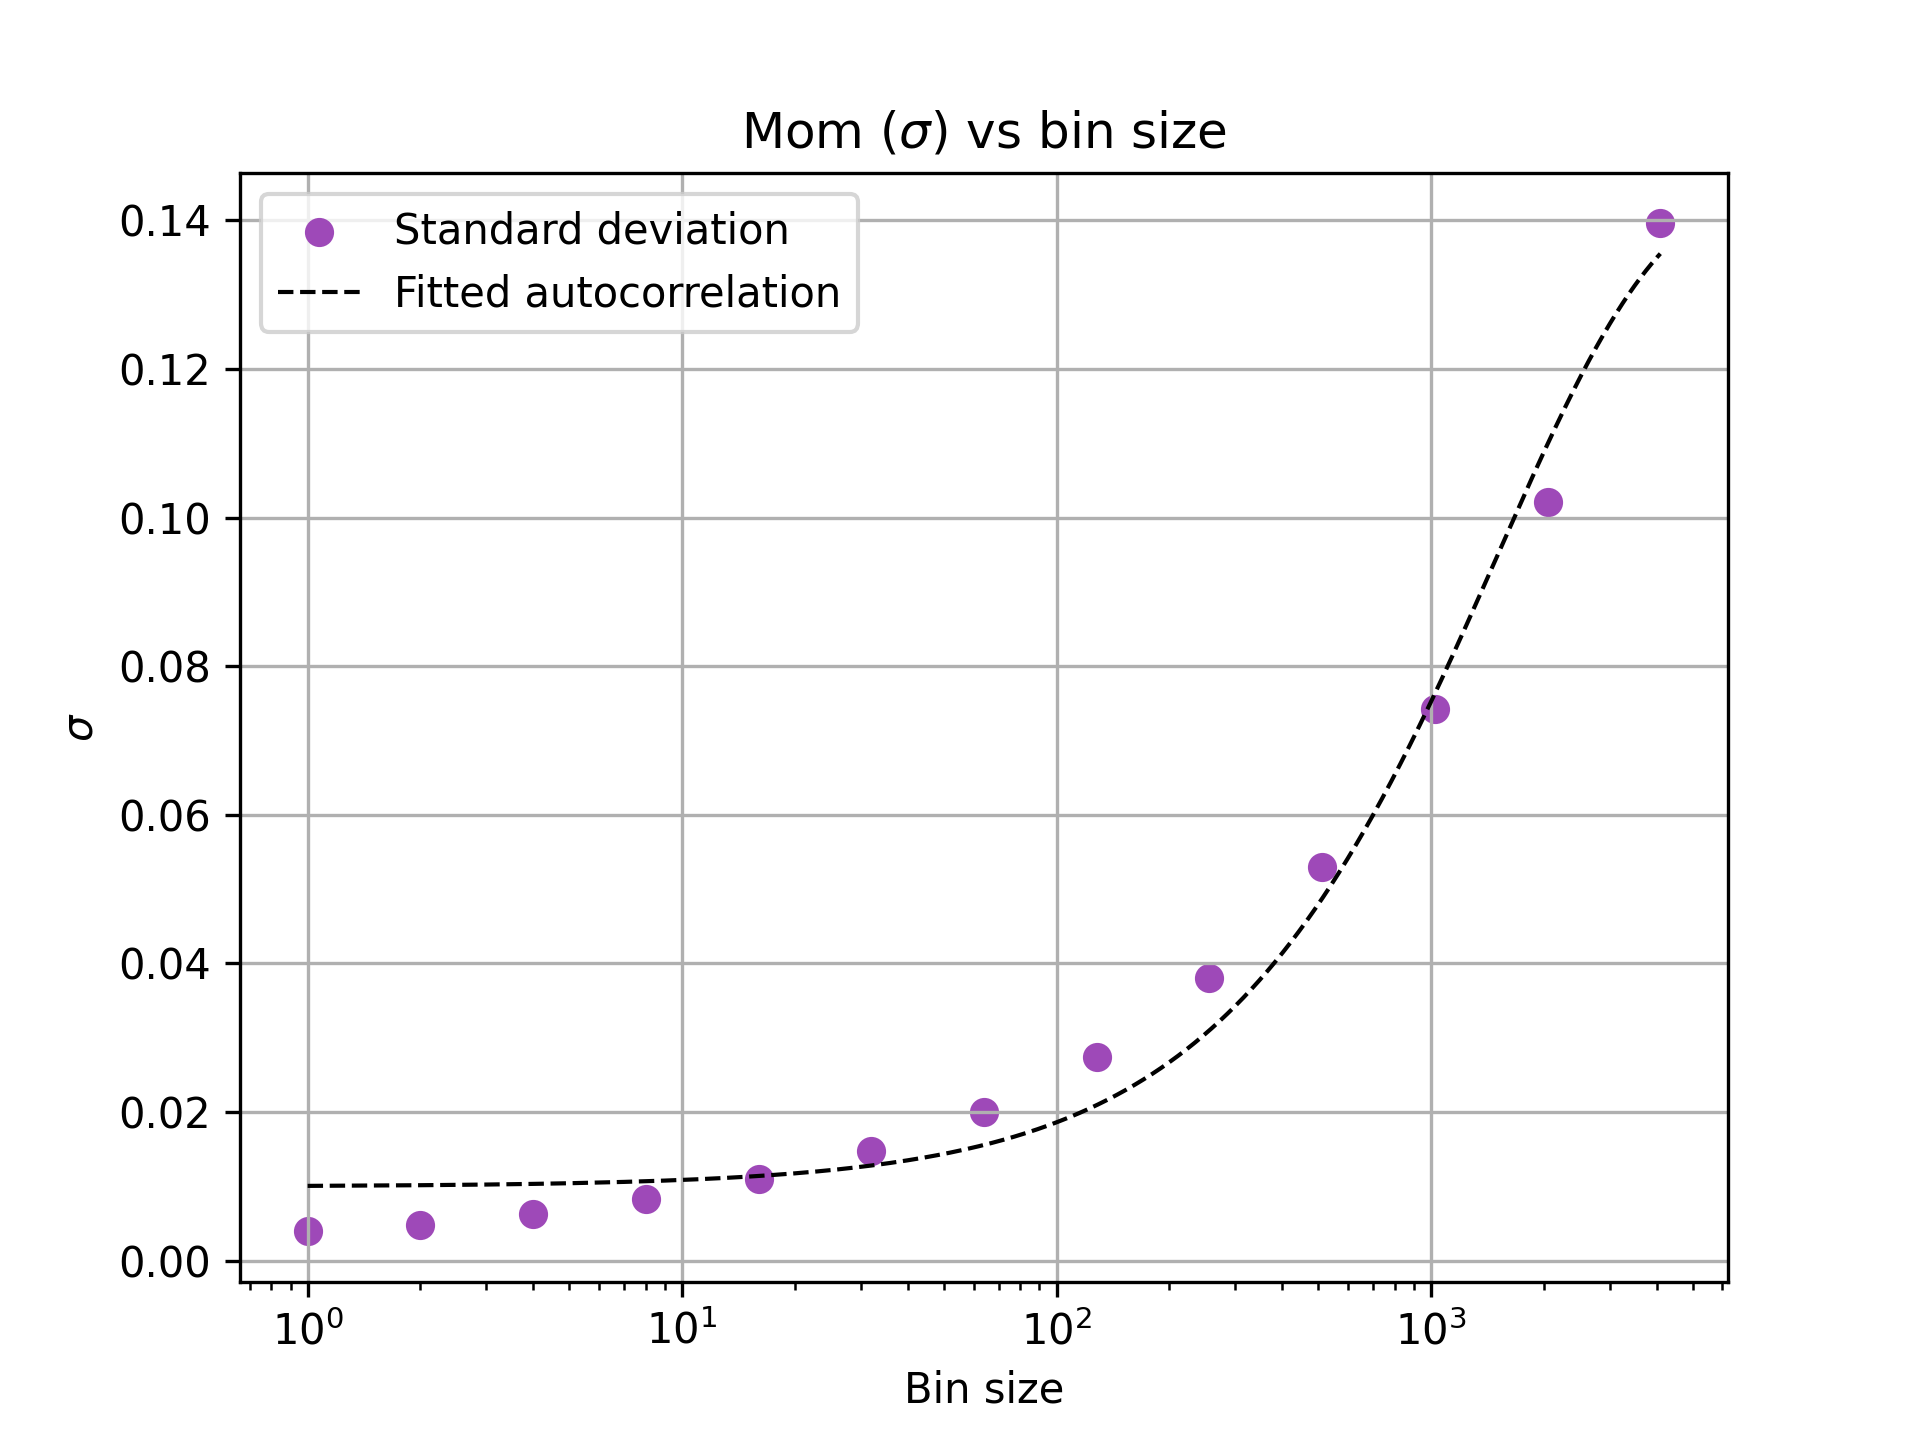 Mom (σ) vs bin size
Standard deviation
Fitted autocorrelation
0.14
0.12
0.10
0.08
0.06
0.04
0.02
0.00
σ
10⁰ 10¹ 10² 10³
Bin size